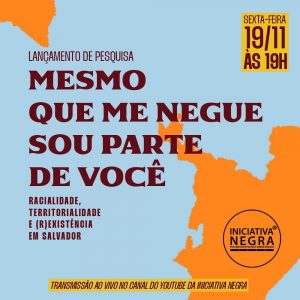 SEXTA-FEIRA
19/11
ÀS 19H
LANÇAMENTO DE PESQUISA
MESMO
QUE ME NEGUE
SOU PARTE
DE VOCÊ
RACIALIDADE,
TERRITORIALIDADE
E (R)EXISTÊNCIA
EM SALVADOR
INICIATIVA
NEGRA
TRANSMISSÃO AO VIVO NO CANAL DO YOUTUBE DA INICIATIVA NEGRA